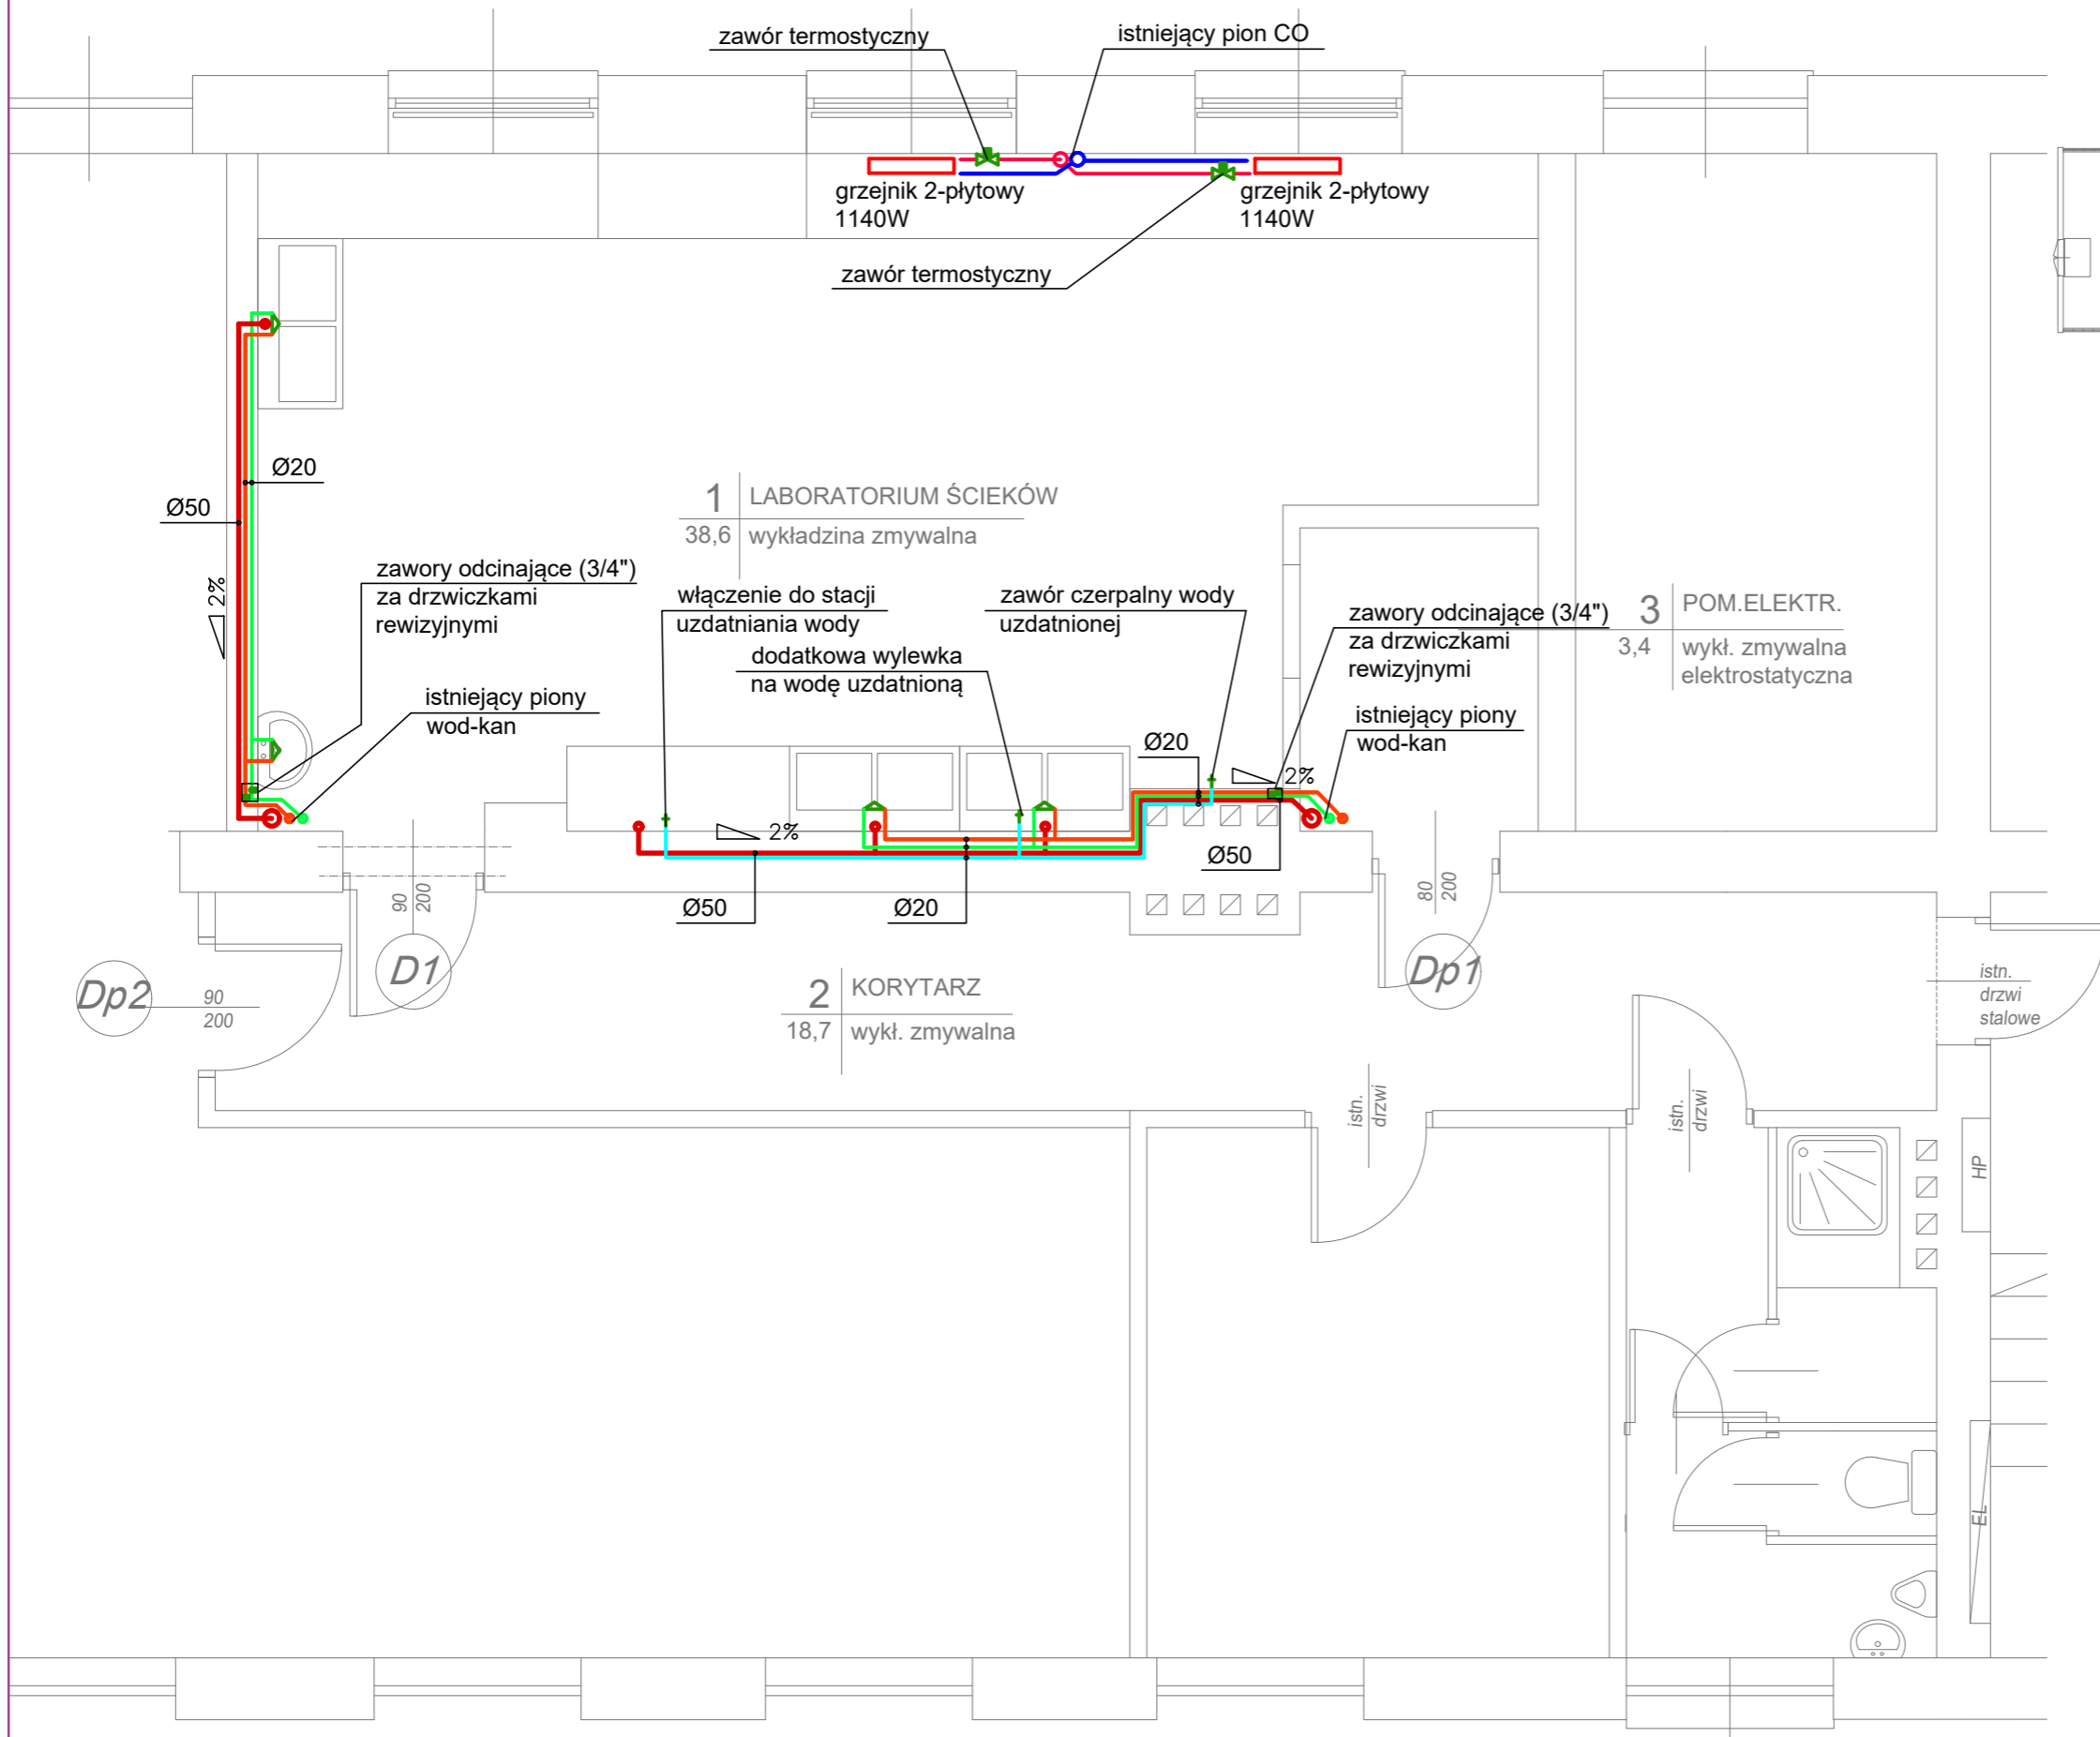 zawór termostyczny
istniejący pion CO
grzejnik 2-płytowy
1140W
grzejnik 2-płytowy
1140W
zawór termostyczny
Ø20
Ø50
2%
1
LABORATORIUM ŚCIEKÓW
38,6
wykładzina zmywalna
zawory odcinające (3/4")
za drzwiczkami
rewizyjnymi
istniejący piony
wod-kan
włączenie do stacji
uzdatniania wody
dodatkowa wylewka
na wodę uzdatnioną
zawór czerpalny wody
uzdatnionej
zawory odcinające (3/4")
za drzwiczkami
rewizyjnymi
istniejący piony
wod-kan
3
POM.ELEKTR.
3,4
wykł. zmywalna
elektrostatyczna
Ø20
2%
2%
Ø50
Ø50
Ø20
90
200
D1
Dp2
90
200
80
200
Dp1
2
KORYTARZ
18,7
wykł. zmywalna
istn.
drzwi
stalowe
istn.
drzwi
istn.
drzwi
HP
EL